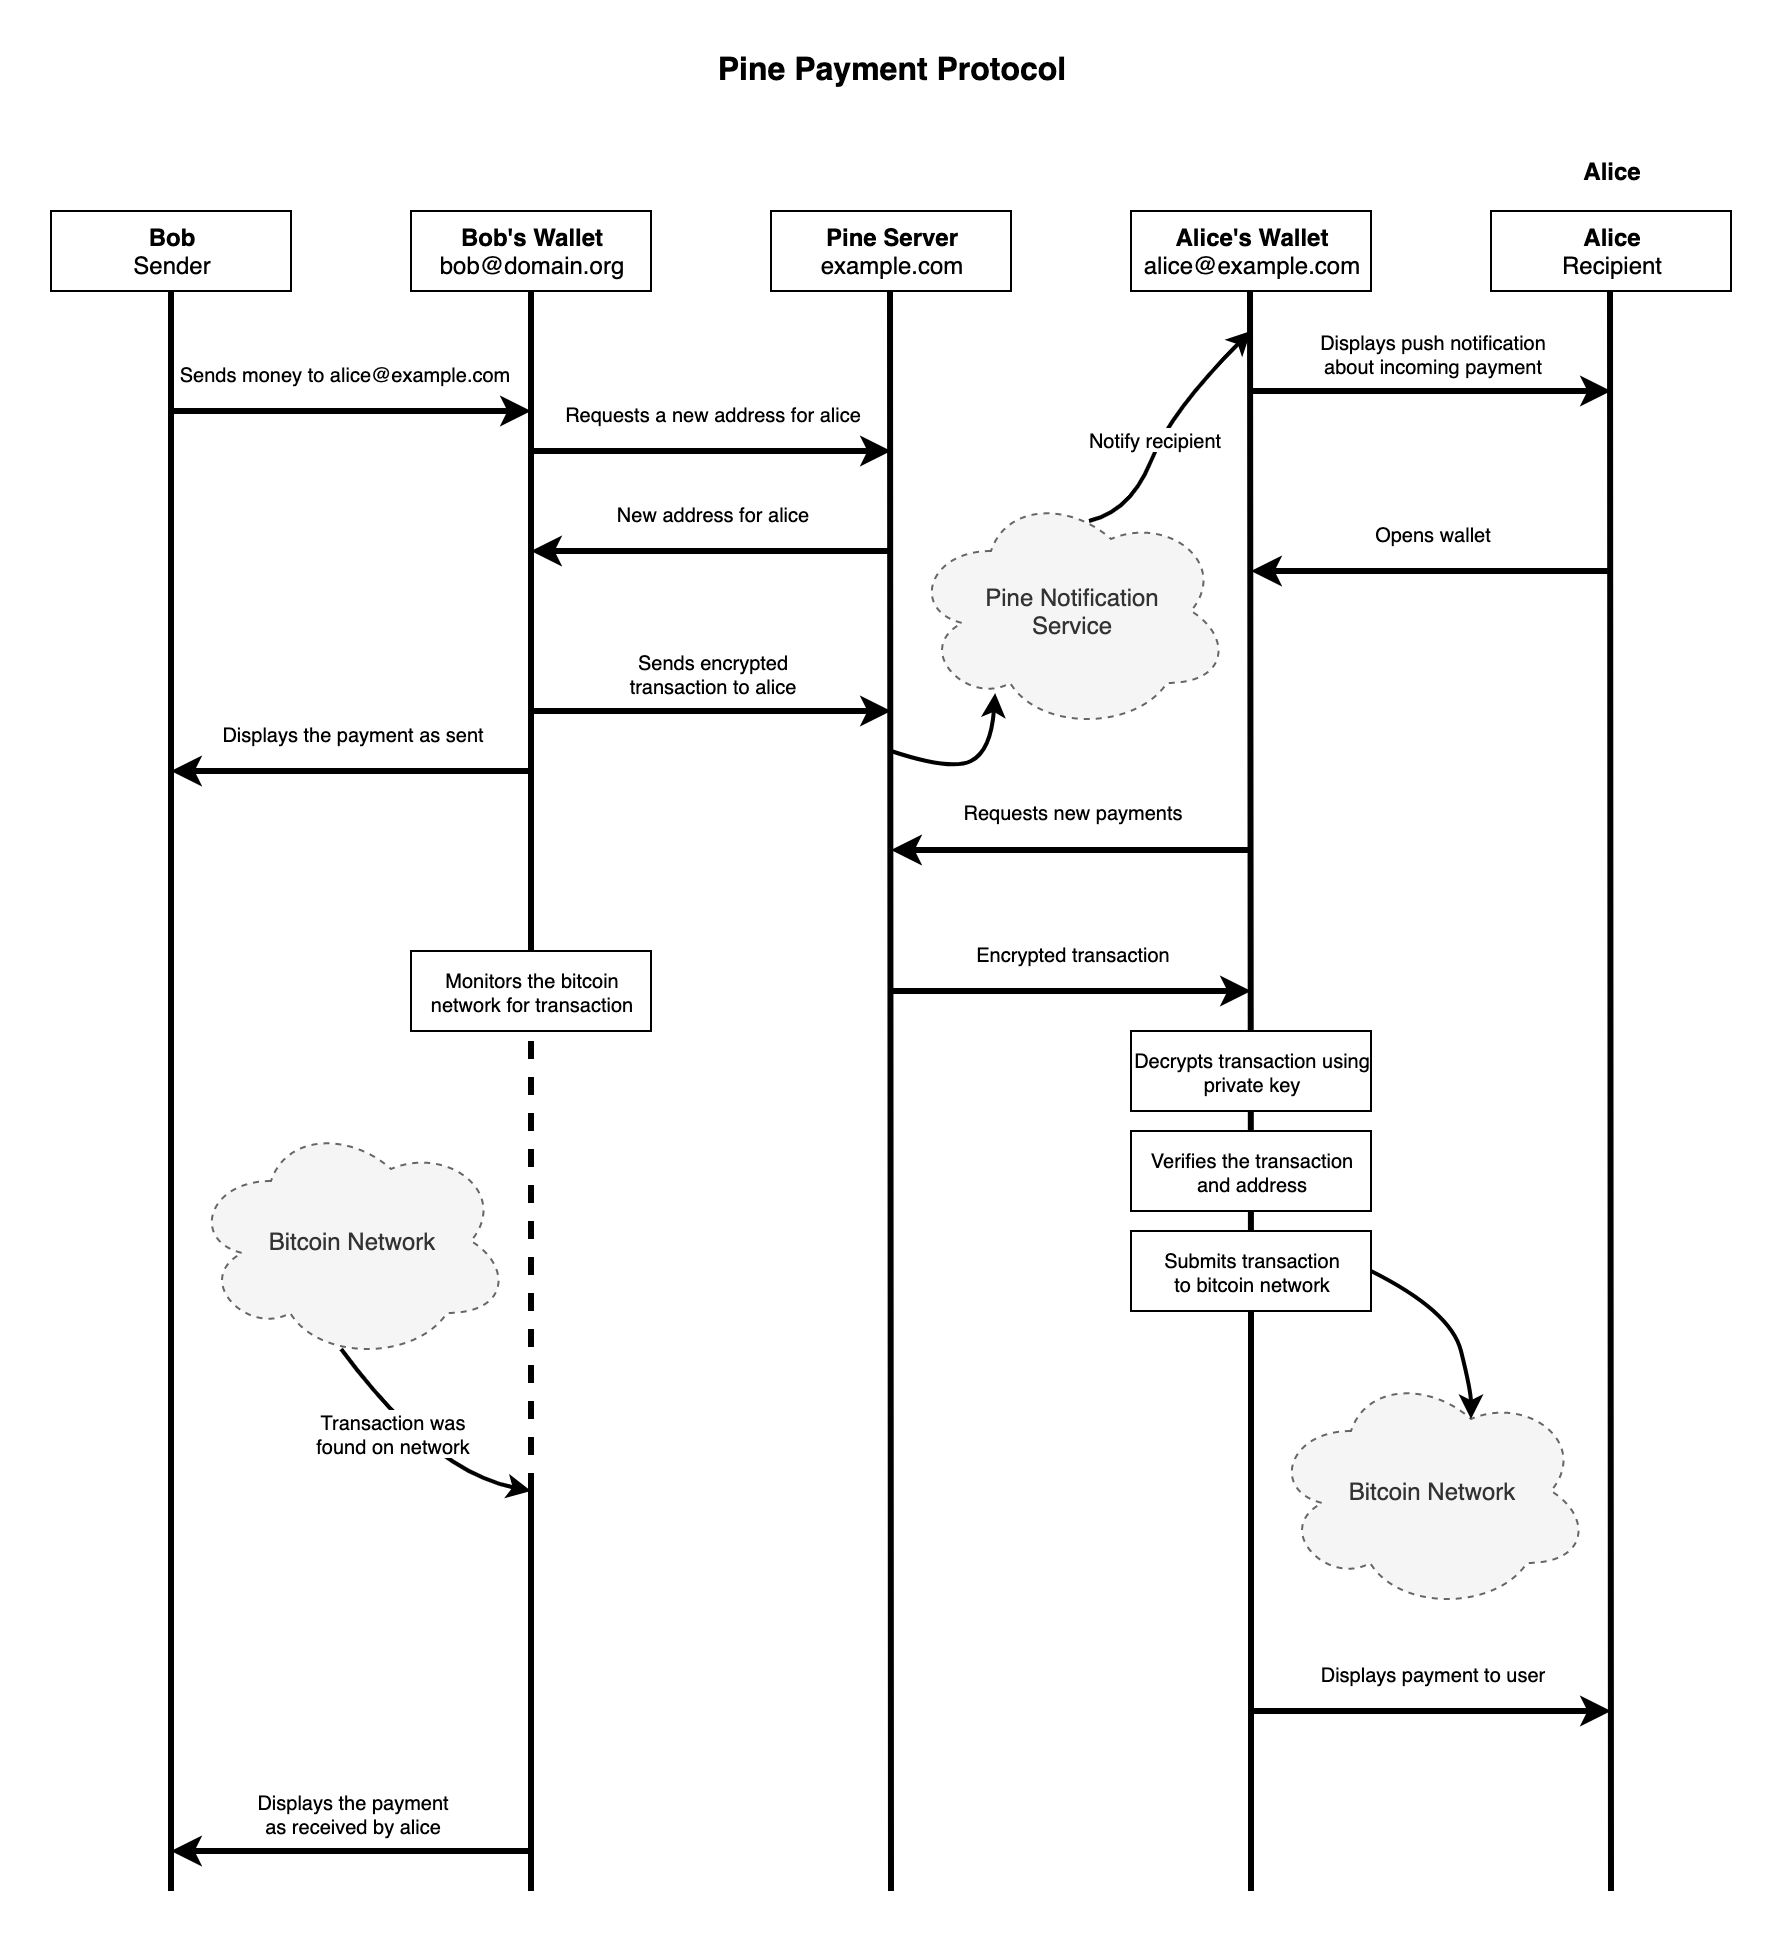 Pine Payment Protocol
Alice
Bob
Sender
Bob's Wallet
bob@domain.org
Pine Server
example.com
Alice's Wallet
alice@example.com
Alice
Recipient
Displays push notification
about incoming payment
Sends money to alice@example.com
Requests a new address for alice
Notify recipient
New address for alice
Opens wallet
Pine Notification
Service
Sends encrypted
transaction to alice
Displays the payment as sent
Requests new payments
Encrypted transaction
Monitors the bitcoin
network for transaction
Decrypts transaction using
private key
Verifies the transaction
and address
Bitcoin Network
Submits transaction
to bitcoin network
Transaction was
found on network
Bitcoin Network
Displays payment to user
Displays the payment
as received by alice